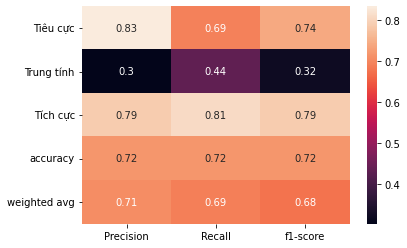 Tiêu cực 0.83 0.69 0.74
Trung tính 0.3 0.44 0.32
Tích cực 0.79 0.81 0.79
accuracy 0.72 0.72 0.72
weighted avg 0.71 0.69 0.68
Precision Recall f1-score
0.8
0.7
0.6
0.5
0.4